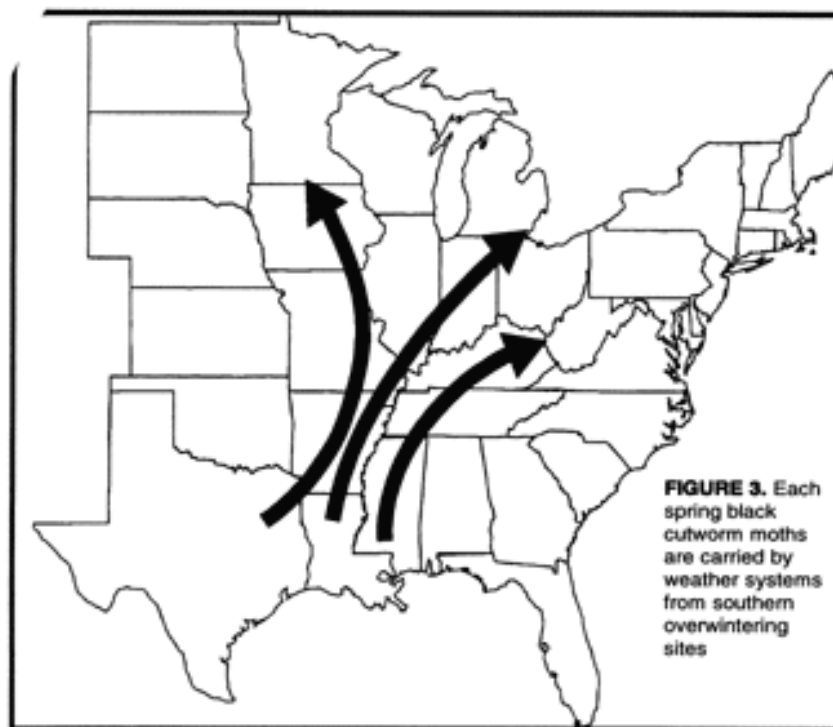 FIGURE 3. Each
spring black
cutworm moths
are carried by
weather systems
from southern
overwintering
sites